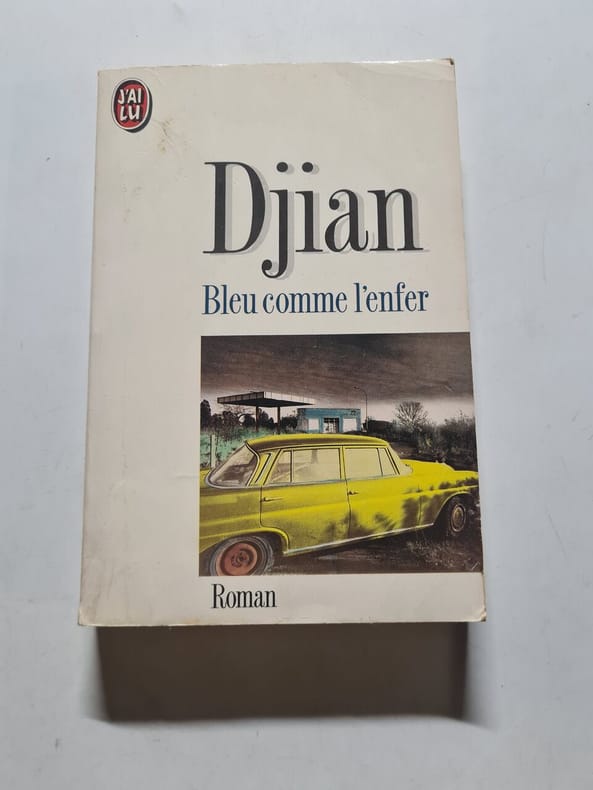 J'AI
LU
Djian
Bleu comme l'enfer
Roman